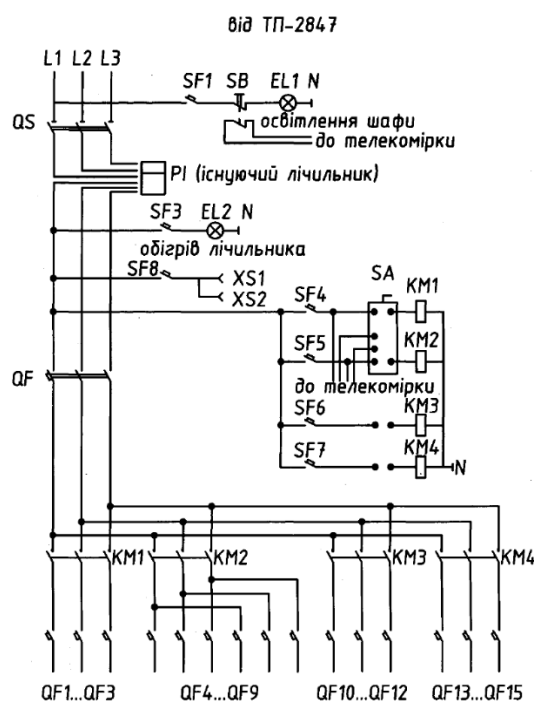 від ТП-2847
L1 L2 L3
SF1 SB EL1 N
QS
освітлення шафи
до телекомірки
PI (існуючий лічильник)
SF3 EL2 N
обігрів лічильника
SF8
XS1
XS2
SA
SF4
KM1
SF5
KM2
QF
до телекомірки
SF6
KM3
SF7
KM4
N
KM1
KM2
KM3
KM4
QF1...QF3
QF4...QF9
QF10...QF12
QF13...QF15